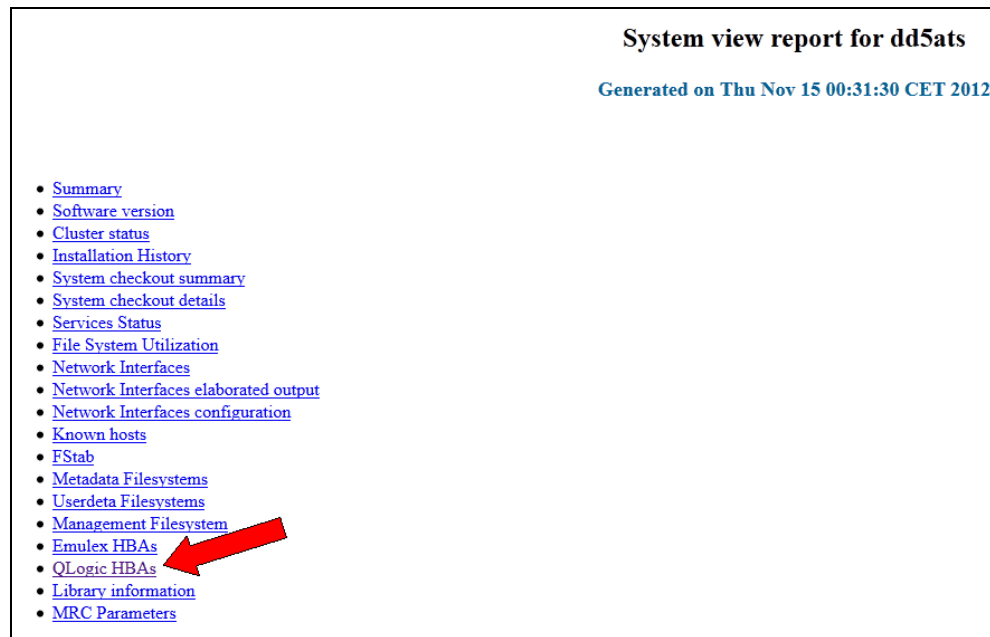 System view report for dd5ats
Generated on Thu Nov 15 00:31:30 CET 2012
Summary
Software version
Cluster status
Installation History
System checkout summary
System checkout details
Services Status
File System Utilization
Network Interfaces
Network Interfaces elaborated output
Network Interfaces configuration
Known hosts
FStab
Metadata Filesystems
Userdeta Filesystems
Management Filesystem
Emulex HBAs
QLogic HBAs
Library information
MRC Parameters